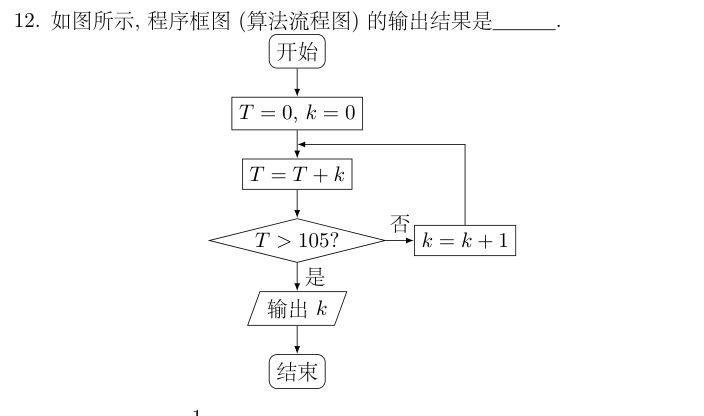 12. 如图所示, 程序框图 (算法流程图) 的输出结果是______.
开始
T = 0, k = 0
T = T + k
T > 105?
否
k = k + 1
是
输出 k
结束
1